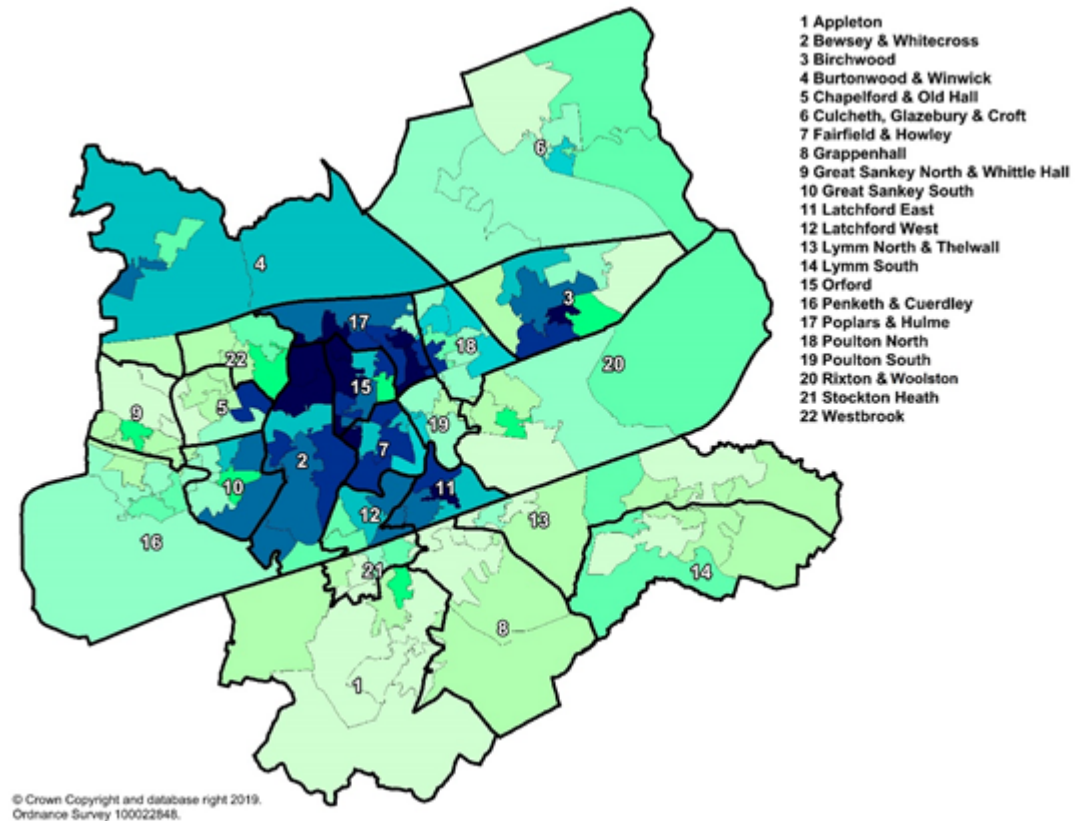 1 Appleton
2 Bewsey & Whitecross
3 Birchwood
4 Burtonwood & Winwick
5 Chapelford & Old Hall
6 Culcheth, Glazebury & Croft
7 Fairfield & Howley
8 Grappenhall
9 Great Sankey North & Whittle Hall
10 Great Sankey South
11 Latchford East
12 Latchford West
13 Lymm North & Thelwall
14 Lymm South
15 Orford
16 Penketh & Cuerdley
17 Poplars & Hulme
18 Poulton North
19 Poulton South
20 Rixton & Woolston
21 Stockton Heath
22 Westbrook
6
4
3
17
18
22
20
15
9
5
19
7
2
10
11
12
13
16
21
14
8
1
© Crown Copyright and database right 2019.
Ordnance Survey 100022848.